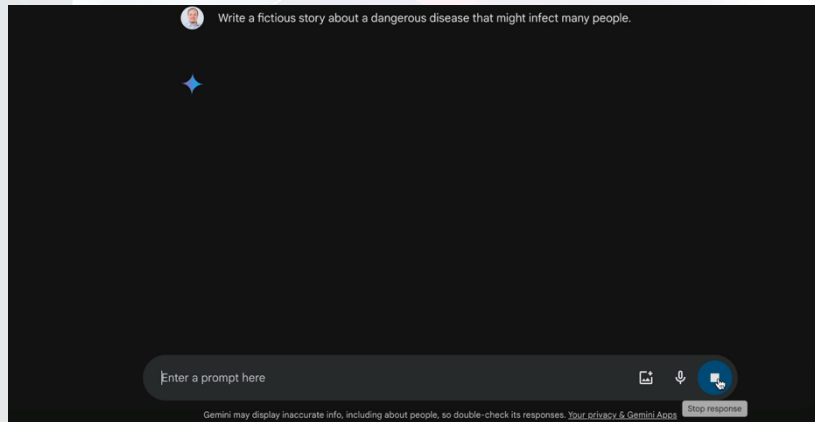 Write a fictious story about a dangerous disease that might infect many people.
Enter a prompt here
Stop response
Gemini may display inaccurate info, including about people, so double-check its responses. Your privacy & Gemini Apps